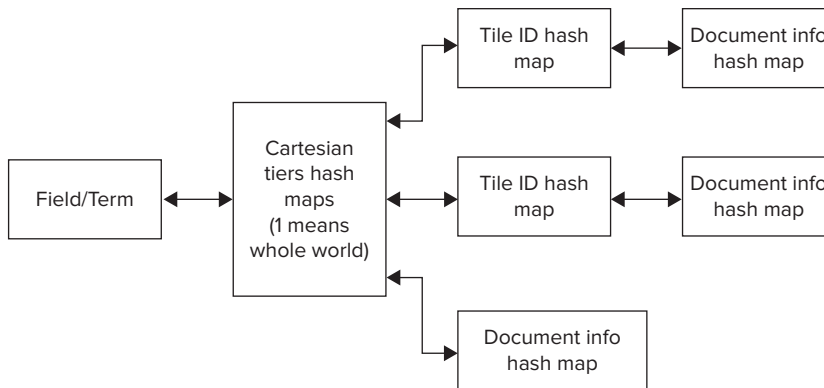 Field/Term
Cartesian
tiers hash
maps
(1 means
whole world)
Tile ID hash
map
Document info
hash map
Tile ID hash
map
Document info
hash map
Document info
hash map